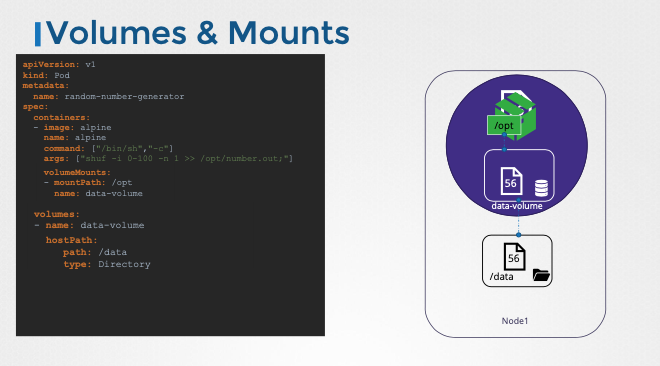 Volumes & Mounts
apiVersion: v1
kind: Pod
metadata:
  name: random-number-generator
spec:
  containers:
  - image: alpine
    name: alpine
    command: ["/bin/sh","-c"]
    args: ["shuf -i 0-100 -n 1 >> /opt/number.out;"]
    volumeMounts:
    - mountPath: /opt
      name: data-volume
  volumes:
  - name: data-volume
    hostPath:
       path: /data
       type: Directory
/opt
56
data-volume
56
/data
Node1